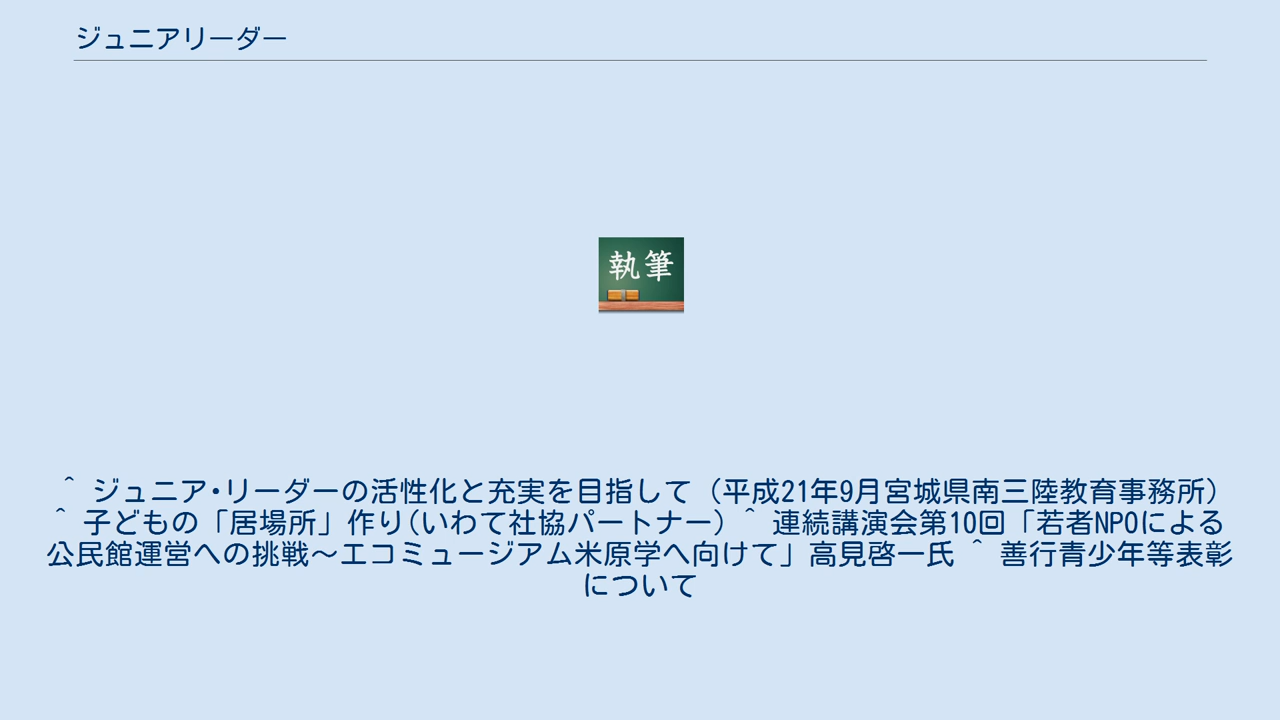 ジュニアリーダー
執筆
^ ジュニア・リーダーの活性化と充実を目指して（平成21年9月宮城県南三陸教育事務所）
^ 子どもの「居場所」作り(いわて社協パートナー) ^ 連続講演会第10回「若者NPOによる
公民館運営への挑戦～エコミュージアム米原学へ向けて」高見啓一氏 ^ 善行青少年等表彰
について